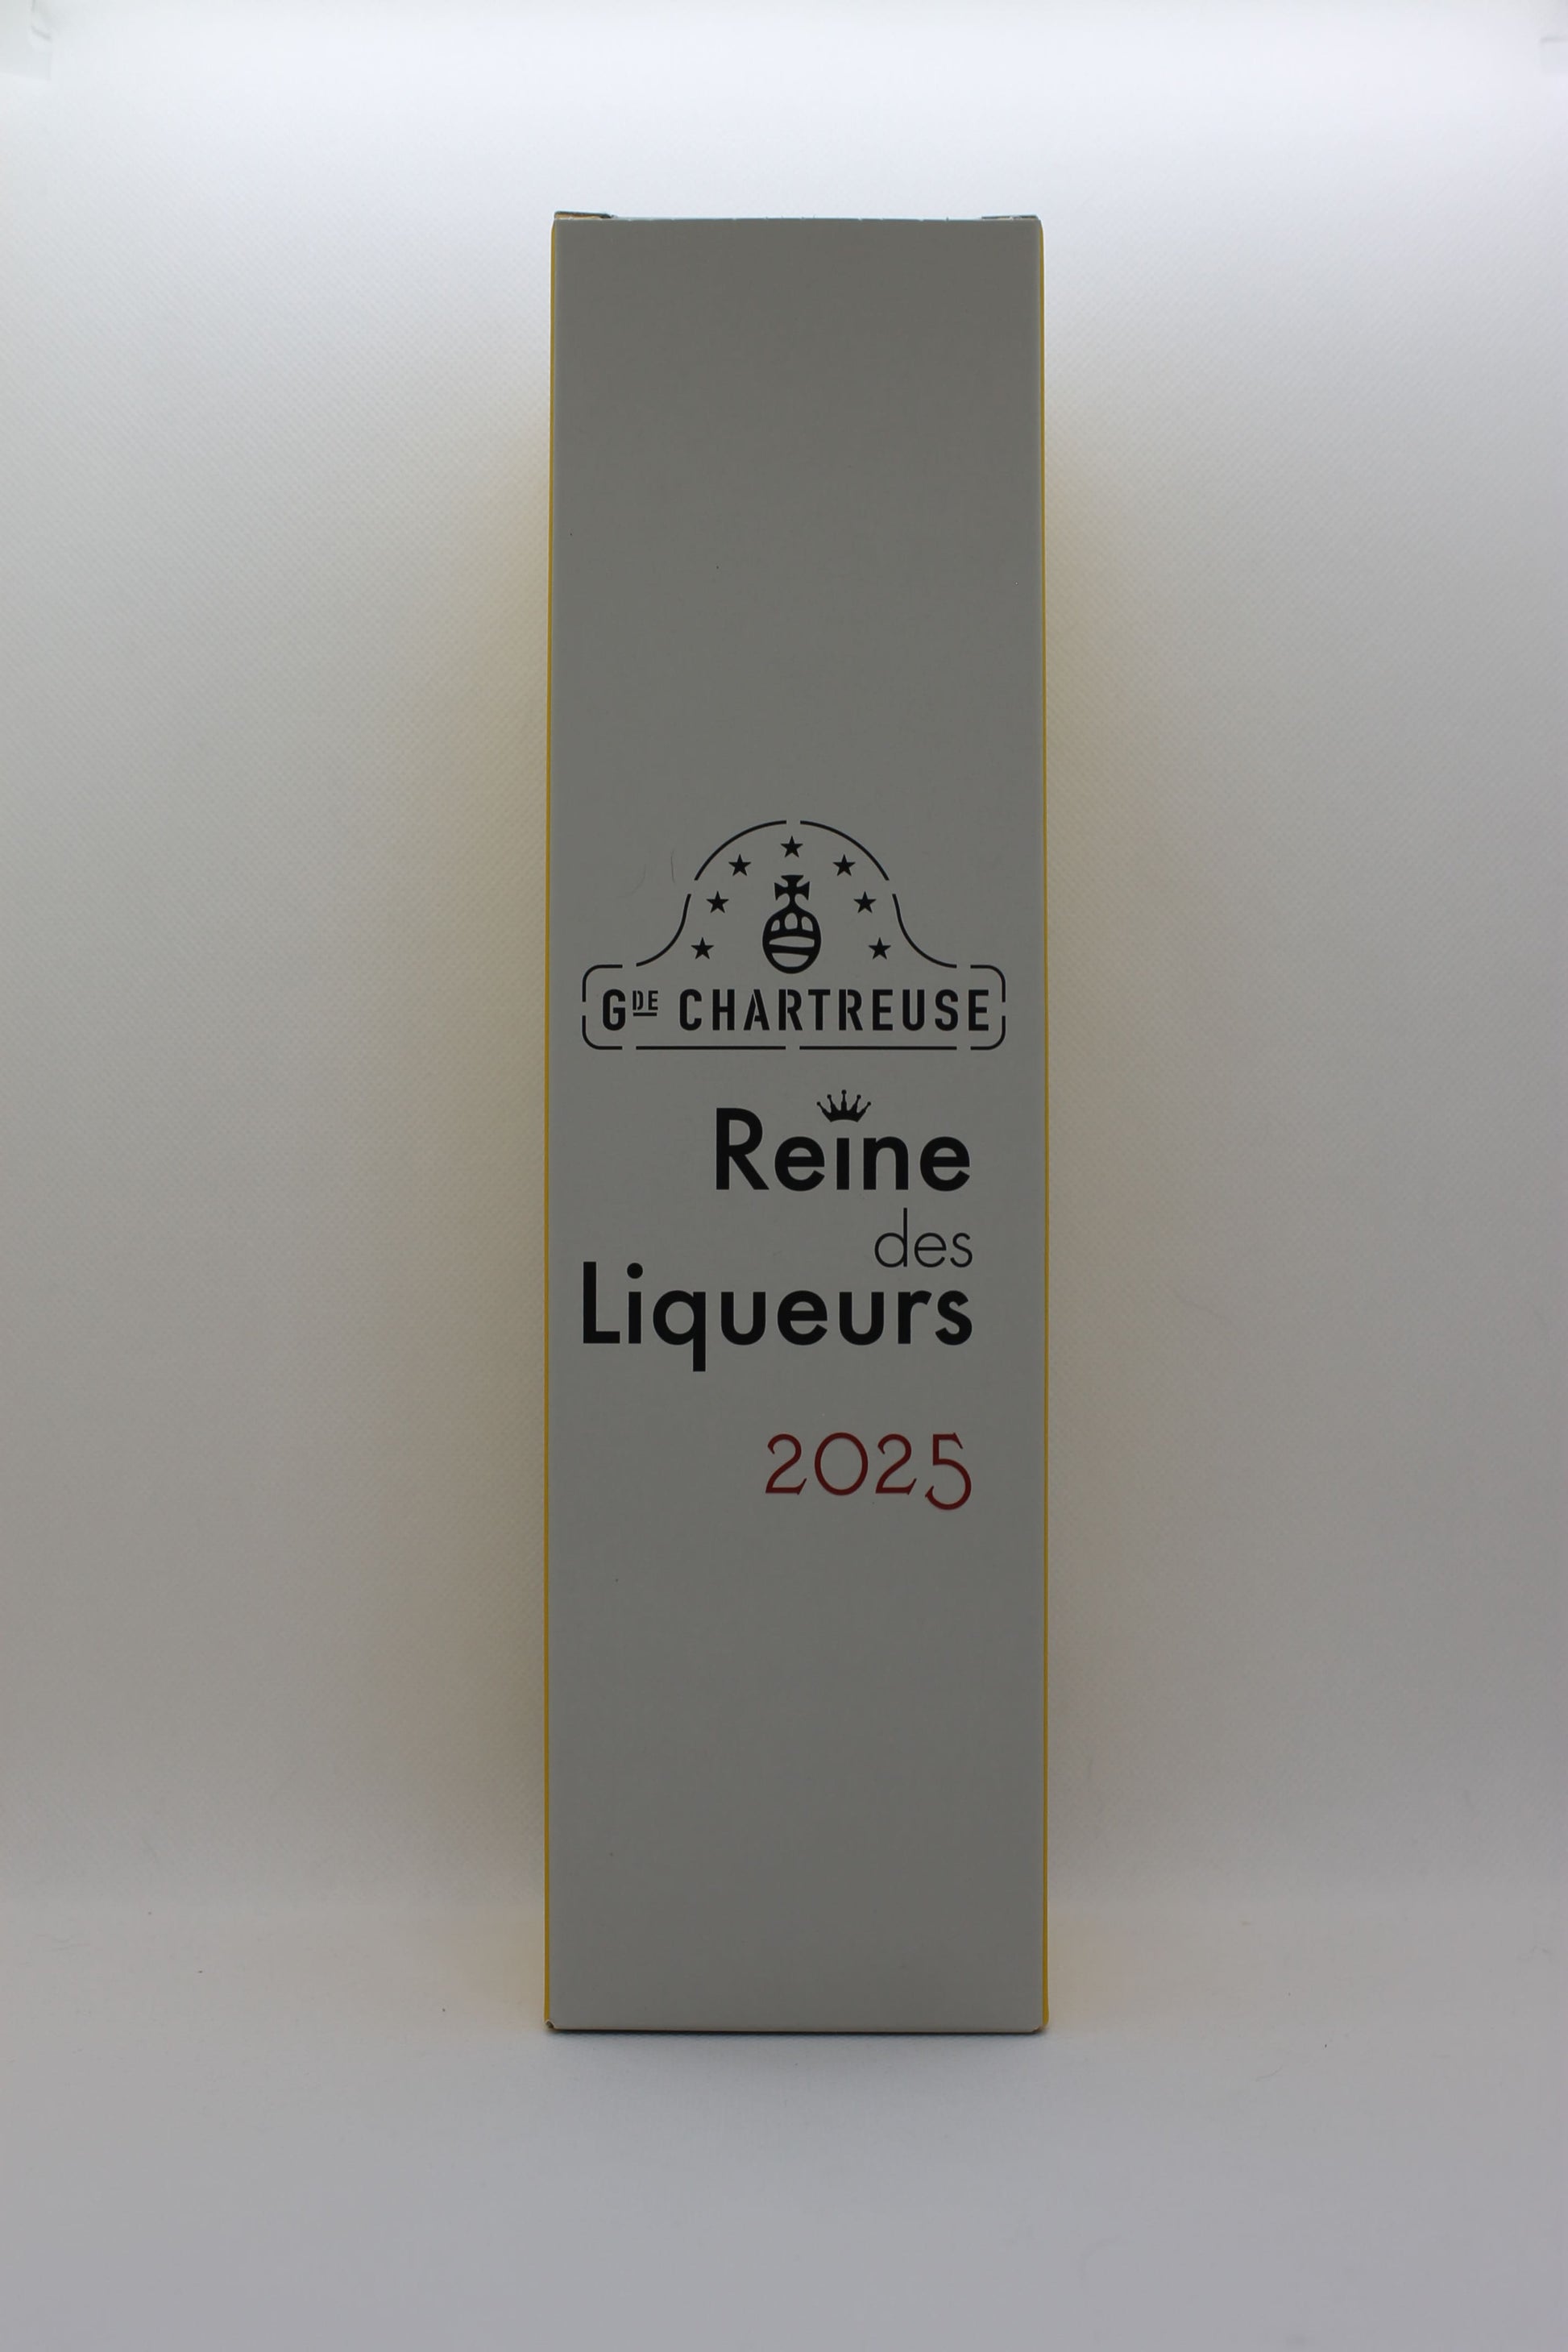 Gᴰᴱ CHARTREUSE
Reine
des
Liqueurs
2025